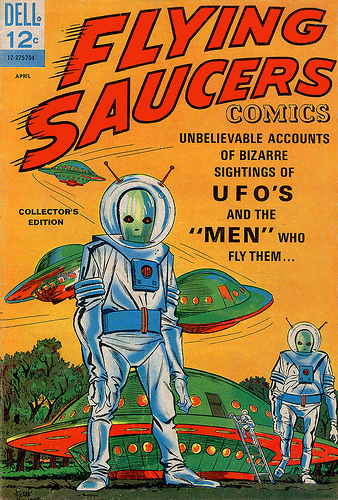 DELL
12c
12-275704
APRIL
FLYING
SAUCERS
COMICS
UNBELIEVABLE ACCOUNTS
OF BIZARRE
SIGHTINGS OF
UFO'S
AND THE
"MEN" WHO
FLY THEM...
COLLECTOR'S
EDITION